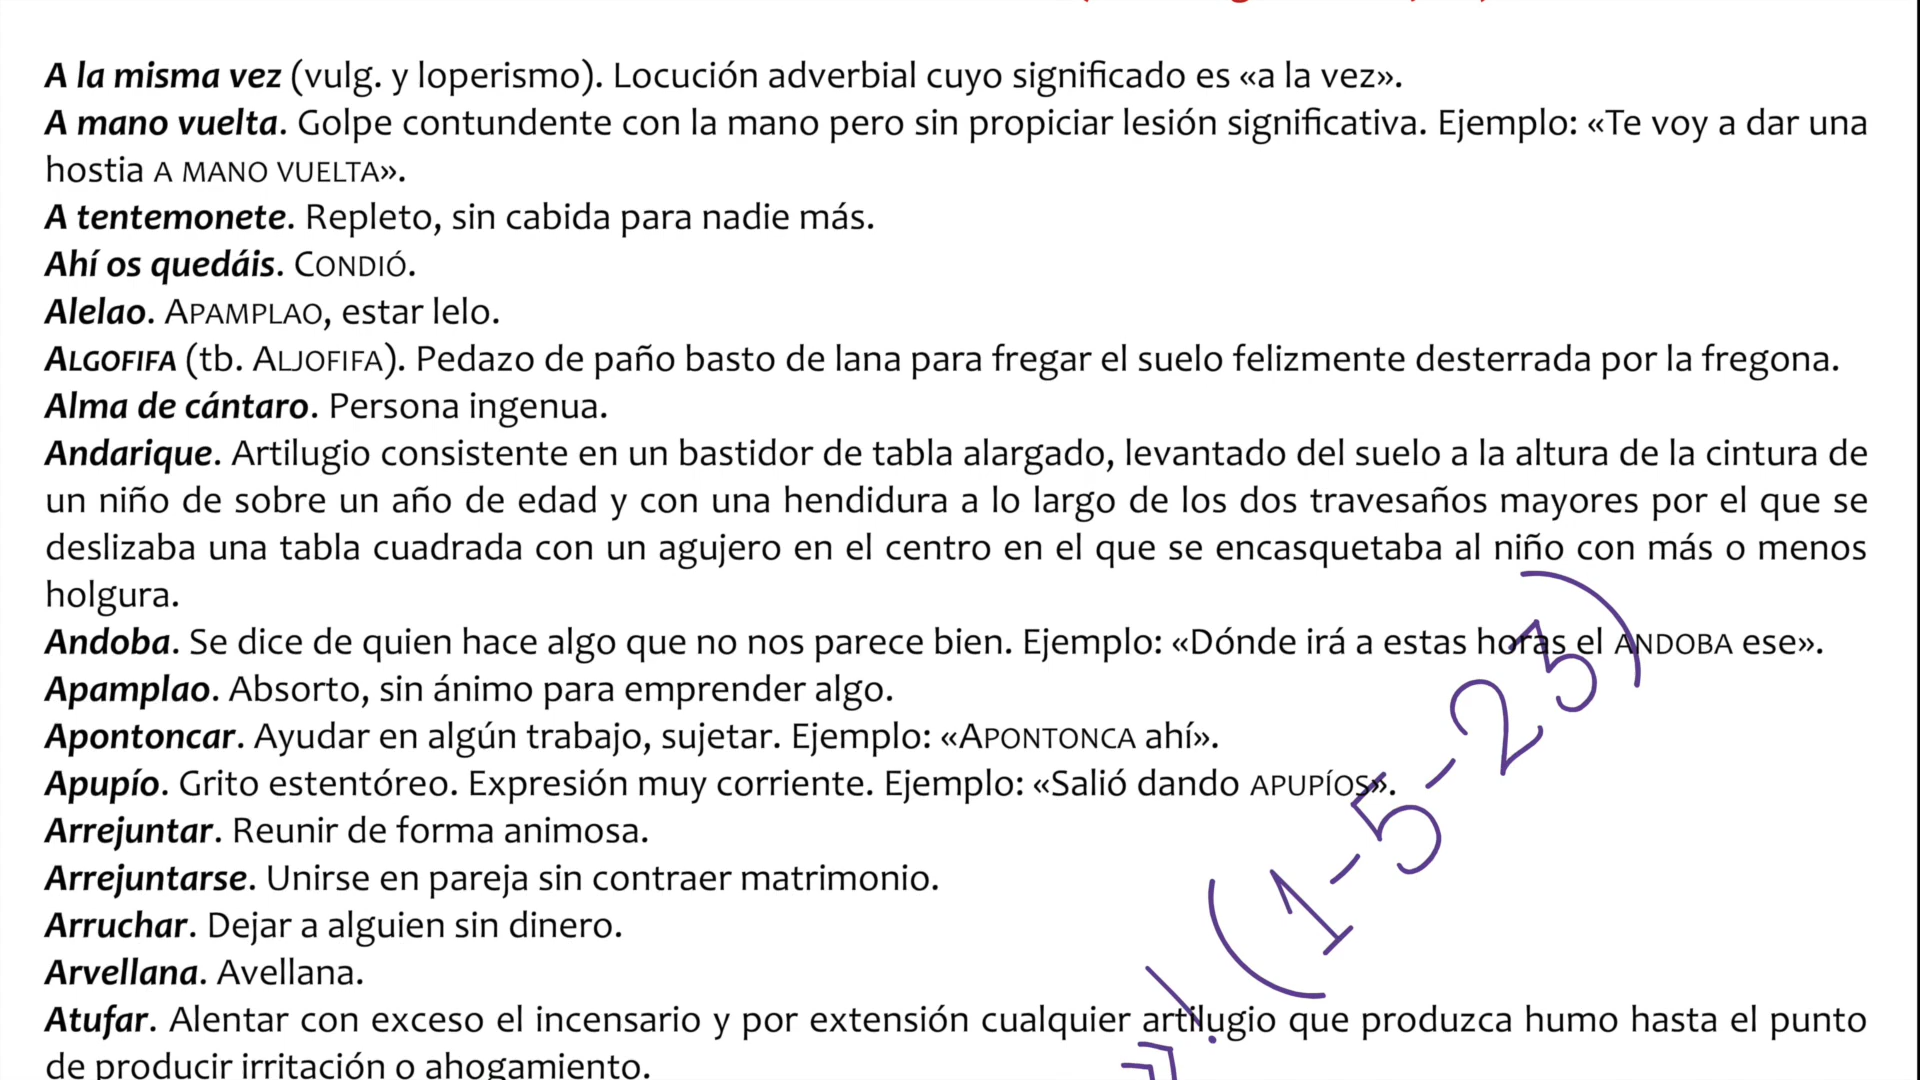 A la misma vez (vulg. y loperismo). Locución adverbial cuyo significado es «a la vez».
A mano vuelta. Golpe contundente con la mano pero sin propiciar lesión significativa. Ejemplo: «Te voy a dar una
hostia A MANO VUELTA».
A tentemonete. Repleto, sin cabida para nadie más.
Ahí os quedáis. CONDIÓ.
Alelao. APAMPLAO, estar lelo.
ALGOFIFA (tb. ALJOFIFA). Pedazo de paño basto de lana para fregar el suelo felizmente desterrada por la fregona.
Alma de cántaro. Persona ingenua.
Andarique. Artilugio consistente en un bastidor de tabla alargado, levantado del suelo a la altura de la cintura de
un niño de sobre un año de edad y con una hendidura a lo largo de los dos travesaños mayores por el que se
deslizaba una tabla cuadrada con un agujero en el centro en el que se encasquetaba al niño con más o menos
holgura.
Andoba. Se dice de quien hace algo que no nos parece bien. Ejemplo: «Dónde irá a estas horas el ANDOBA ese».
Apamplao. Absorto, sin ánimo para emprender algo.
Apontoncar. Ayudar en algún trabajo, sujetar. Ejemplo: «APONTONCA ahí».
Apupío. Grito estentóreo. Expresión muy corriente. Ejemplo: «Salió dando APUPÍOS».
Arrejuntar. Reunir de forma animosa.
Arrejuntarse. Unirse en pareja sin contraer matrimonio.
Arruchar. Dejar a alguien sin dinero.
Arvellana. Avellana.
Atufar. Alentar con exceso el incensario y por extensión cualquier artilugio que produzca humo hasta el punto
de producir irritación o ahogamiento.
»! (1-5-23)